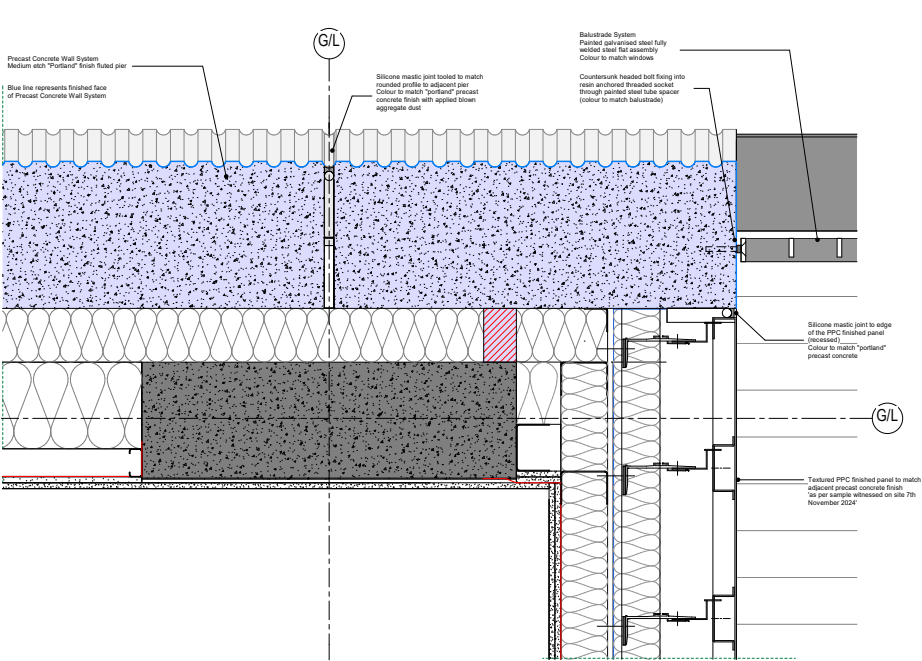 G/L
Balustrade System
Painted galvanised steel fully
welded steel flat assembly
Colour to match windows
Precast Concrete Wall System
Medium etch "Portland" finish fluted pier
Blue line represents finished face
of Precast Concrete Wall System
Silicone mastic joint tooled to match
rounded profile to adjacent pier
Colour to match "portland" precast
concrete finish with applied blown
aggregate dust
Countersunk headed bolt fixing into
resin anchored threaded socket
through painted steel tube spacer
(colour to match balustrade)
Silicone mastic joint to edge
of the PPC finished panel
(recessed)
Colour to match "portland"
precast concrete
G/L
Textured PPC finished panel to match
adjacent precast concrete finish
'as per sample witnessed on site 7th
November 2024'